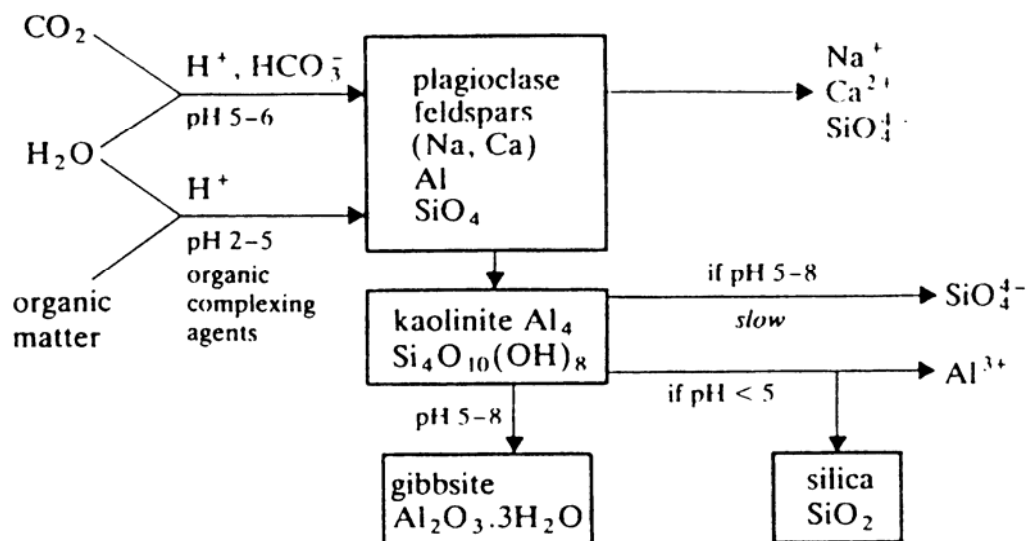 CO₂
H⁺, HCO₃⁻
pH 5-6
H₂O
H⁺
pH 2-5
organic
complexing
agents
organic
matter
plagioclase
feldspars
(Na, Ca)
Al
SiO₄
Na⁺
Ca²⁺
SiO₄⁴⁻
kaolinite Al₄
Si₄O₁₀(OH)₈
if pH 5-8
slow
SiO₄⁴⁻
if pH < 5
Al³⁺
pH 5-8
gibbsite
Al₂O₃.3H₂O
silica
SiO₂